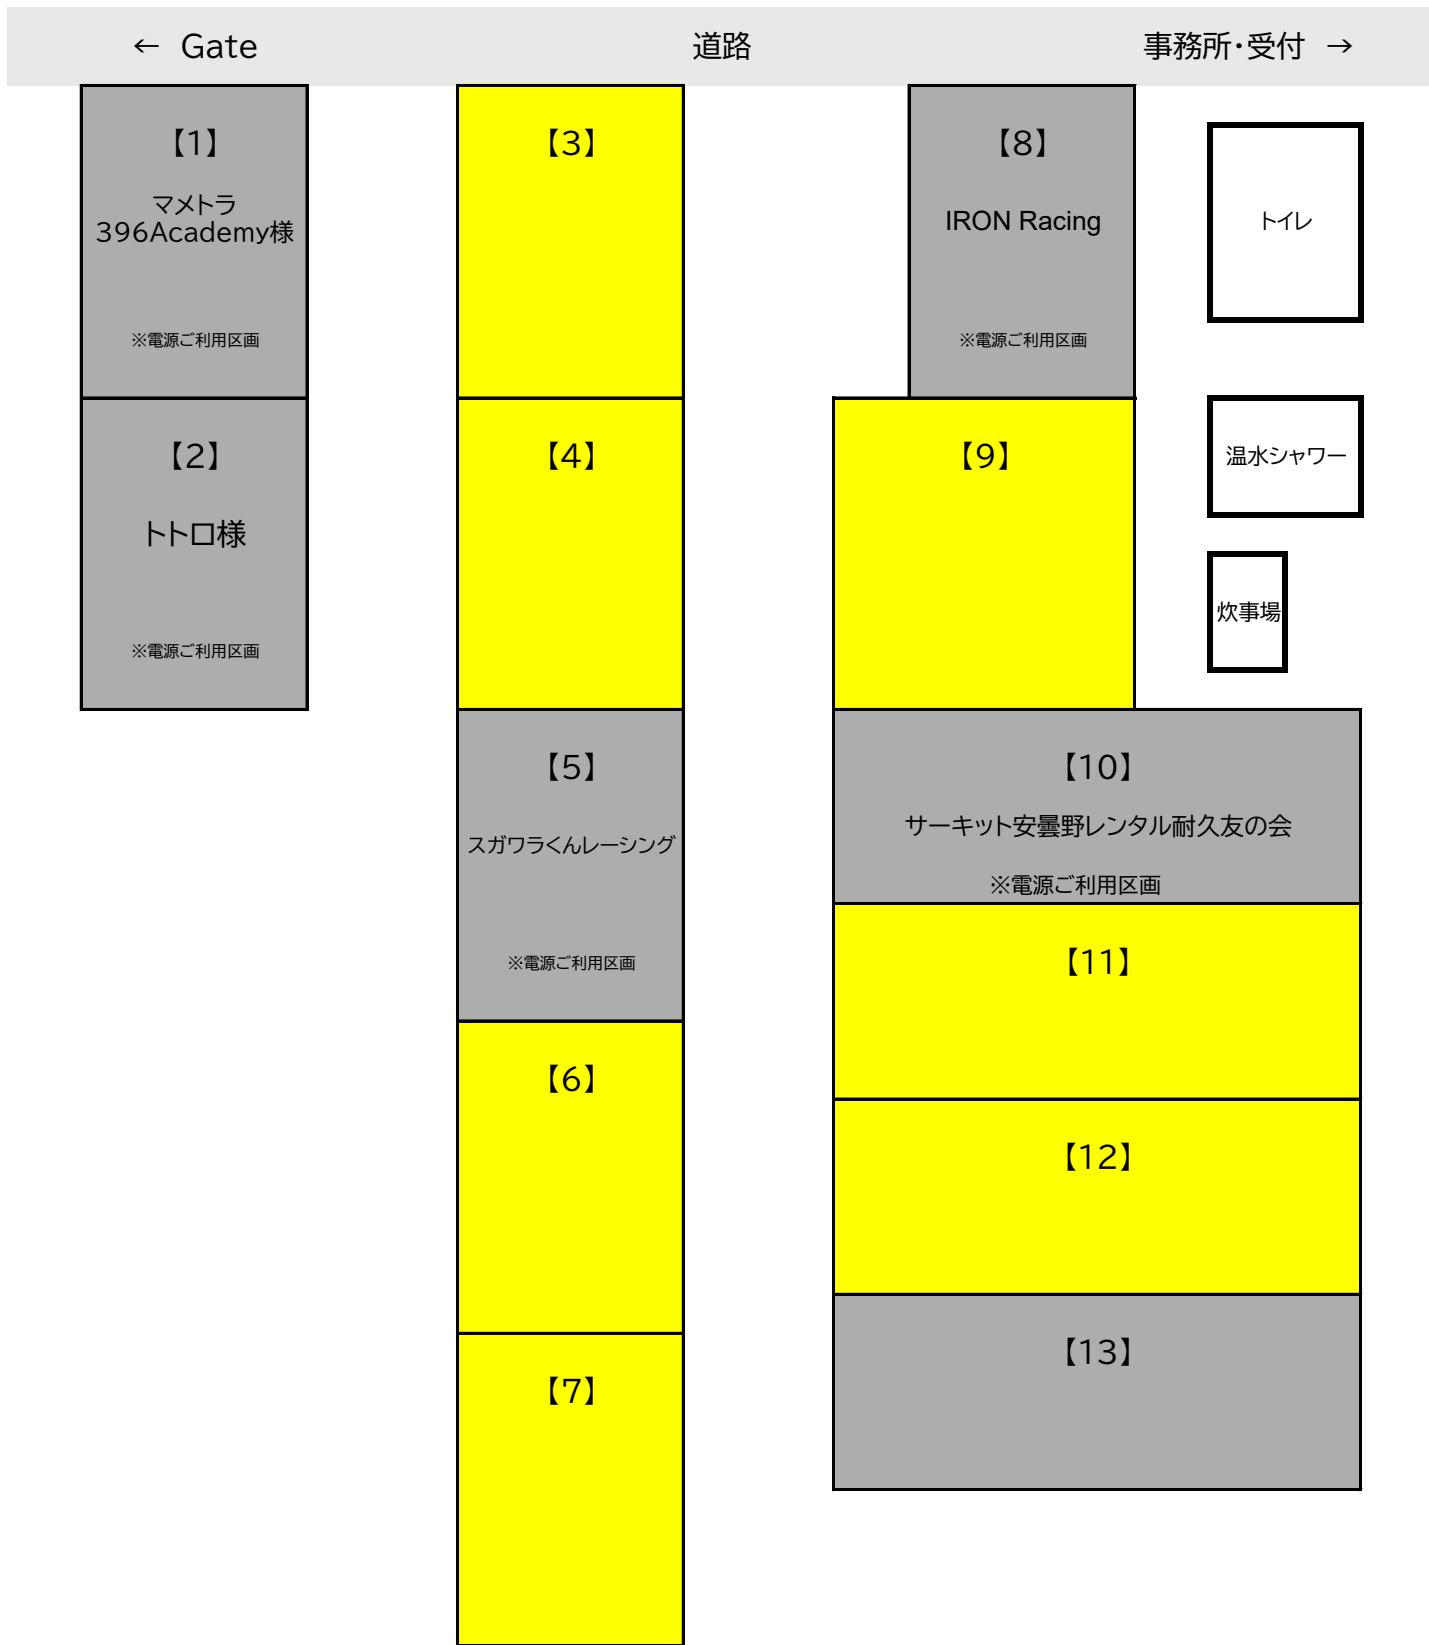 ← Gate 道路 事務所・受付 →
【1】
マメトラ
396Academy様
※電源ご利用区画
【2】
トトロ様
※電源ご利用区画
【3】
【4】
【5】
スガワラくんレーシング
※電源ご利用区画
【6】
【7】
【8】
IRON Racing
※電源ご利用区画
トイレ
【9】
温水シャワー
炊事場
【10】
サーキット安曇野レンタル耐久友の会
※電源ご利用区画
【11】
【12】
【13】